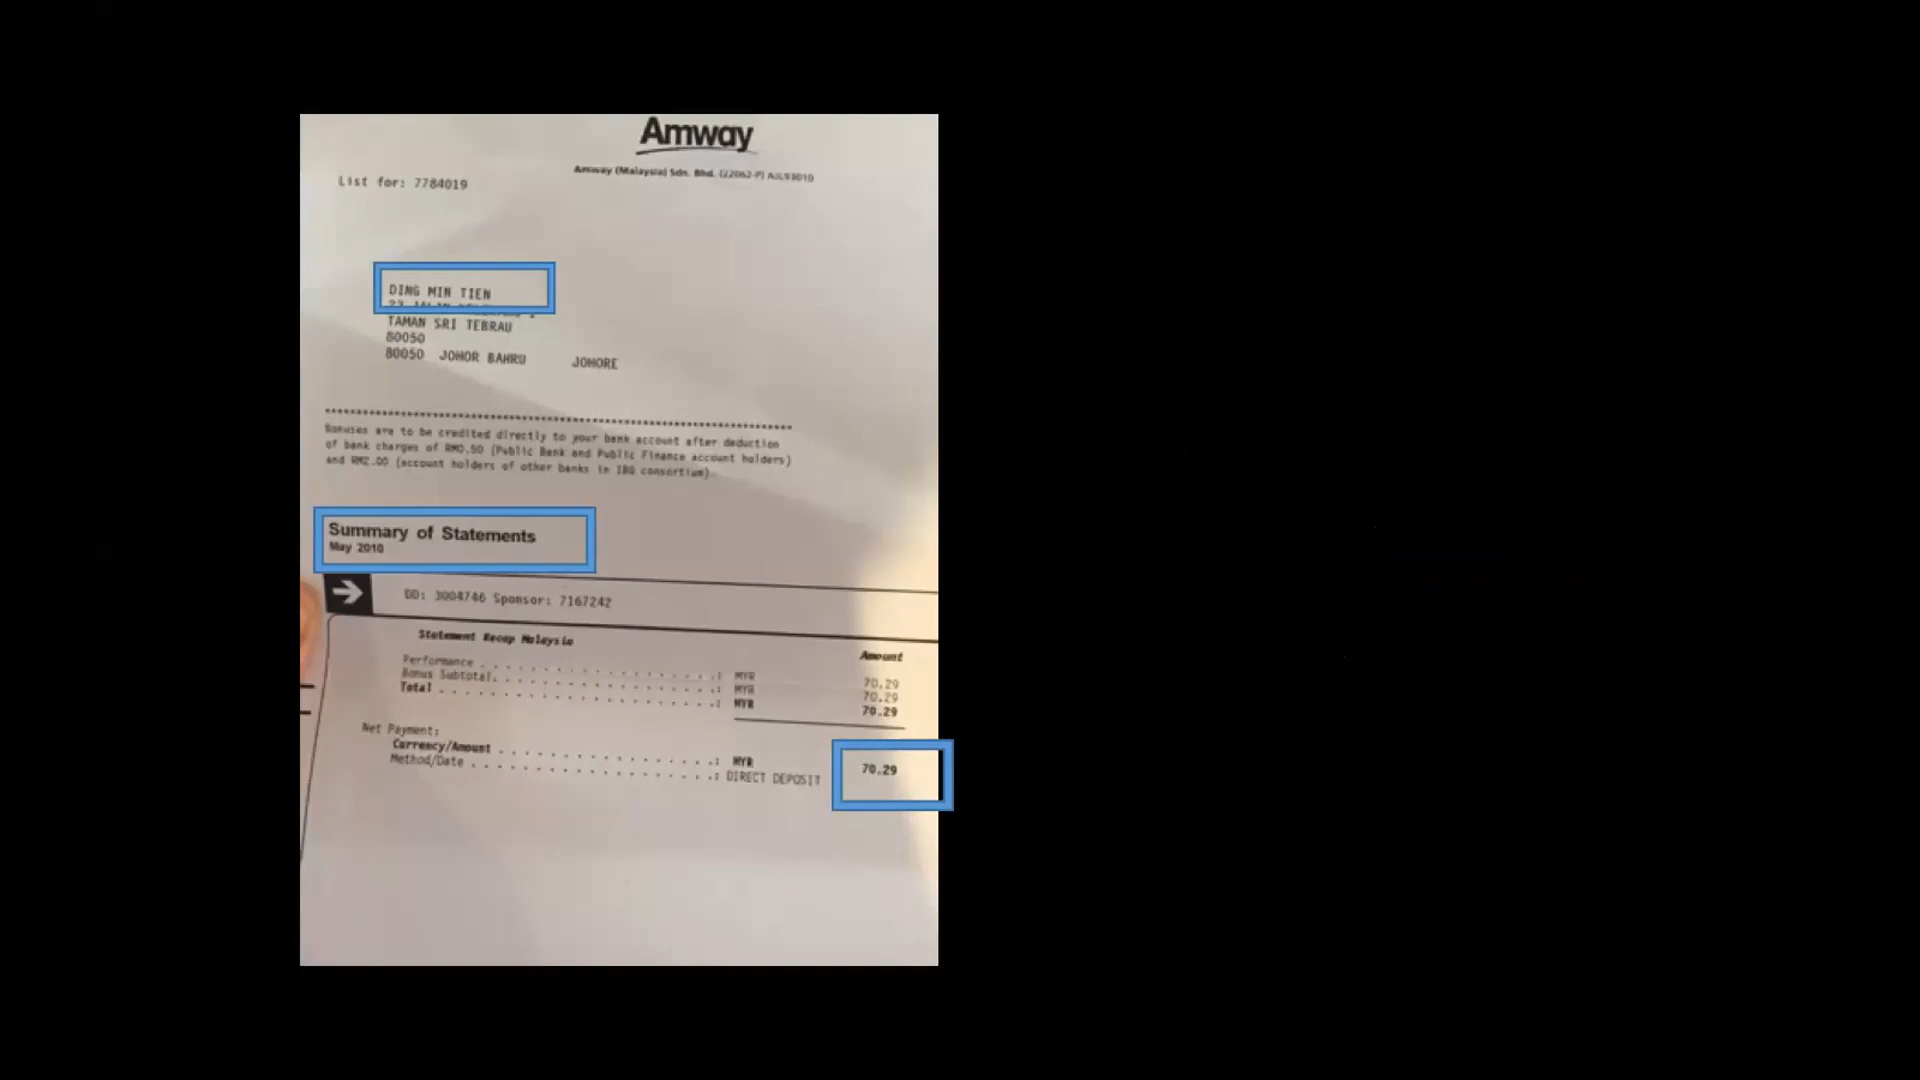 Amway
Amway (Malaysia) Sdn. Bhd. (22062-P) AJL93010
List for: 7784019
DING MIN TIEN
TAMAN SRI TEBRAU
80050
80050 JOHOR BAHRU JOHORE
Bonuses are to be credited directly to your bank account after deduction
of bank charges of RM0.50 (Public Bank and Public Finance account holders)
and RM2.00 (account holders of other banks in IBG consortium).
Summary of Statements
May 2010
DD: 3004746 Sponsor: 7167242
Statement Recap Malaysia
Amount
Performance . . . . . . . . . . . . . . . . . . .: MYR 70.29
Bonus Subtotal. . . . . . . . . . . . . . . . . .: MYR 70.29
Total . . . . . . . . . . . . . . . . . . . . . .: MYR 70.29
Net Payment:
Currency/Amount . . . . . . . . . . . . . . . . .: MYR 70.29
Method/Date . . . . . . . . . . . . . . . . . . .: DIRECT DEPOSIT